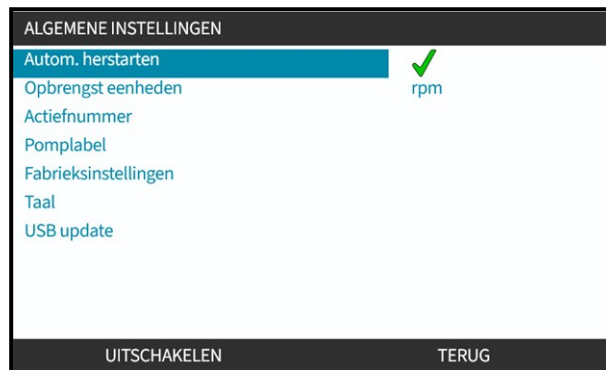 ALGEMENE INSTELLINGEN
Autom. herstarten
Opbrengst eenheden rpm
Actiefnummer
Pomplabel
Fabrieksinstellingen
Taal
USB update
UITSCHAKELEN TERUG